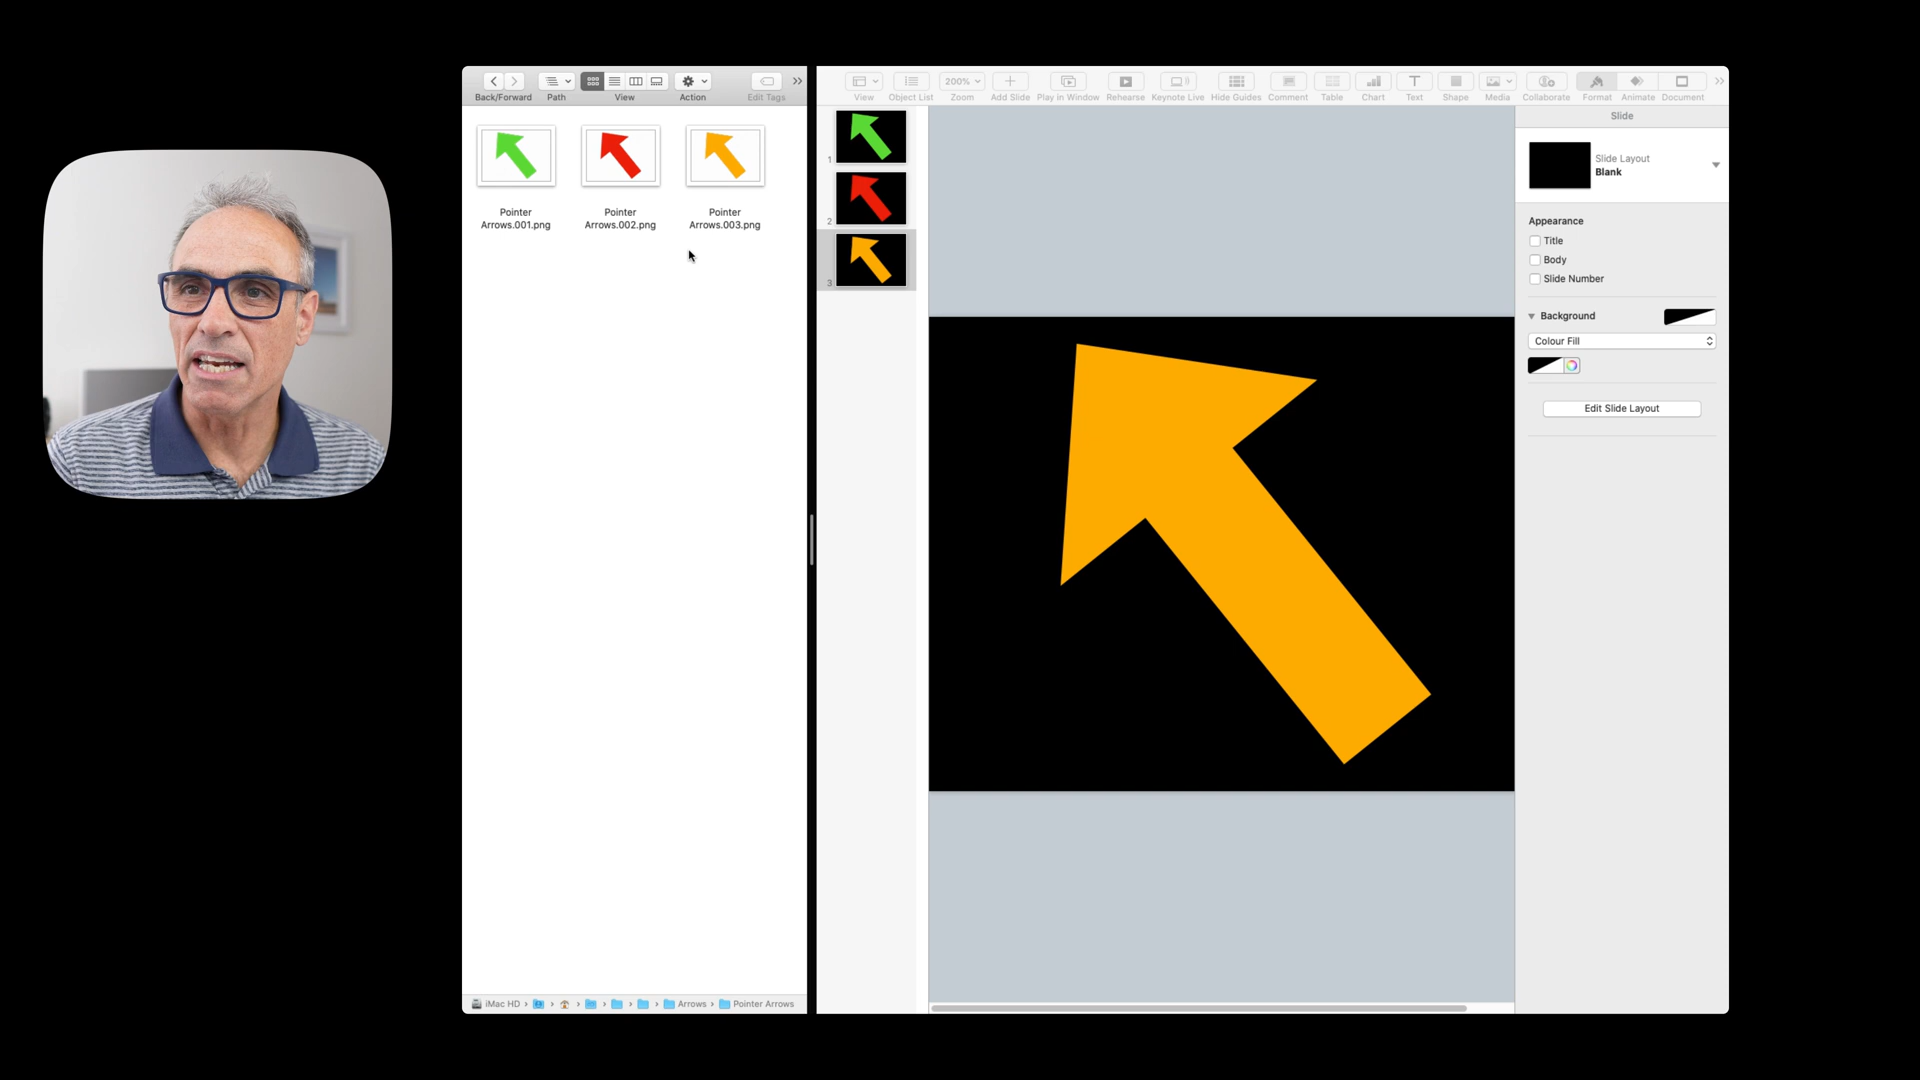 Back/Forward Path View Action Edit Tags
Pointer
Arrows.001.png
Pointer
Arrows.002.png
Pointer
Arrows.003.png
iMac HD › › › › › › Arrows › Pointer Arrows
200%
View Object List Zoom Add Slide Play in Window Rehearse Keynote Live Hide Guides Comment Table Chart Text Shape Media Collaborate Format Animate Document
1
2
3
Slide
Slide Layout
Blank
Appearance
Title
Body
Slide Number
Background
Colour Fill
Edit Slide Layout